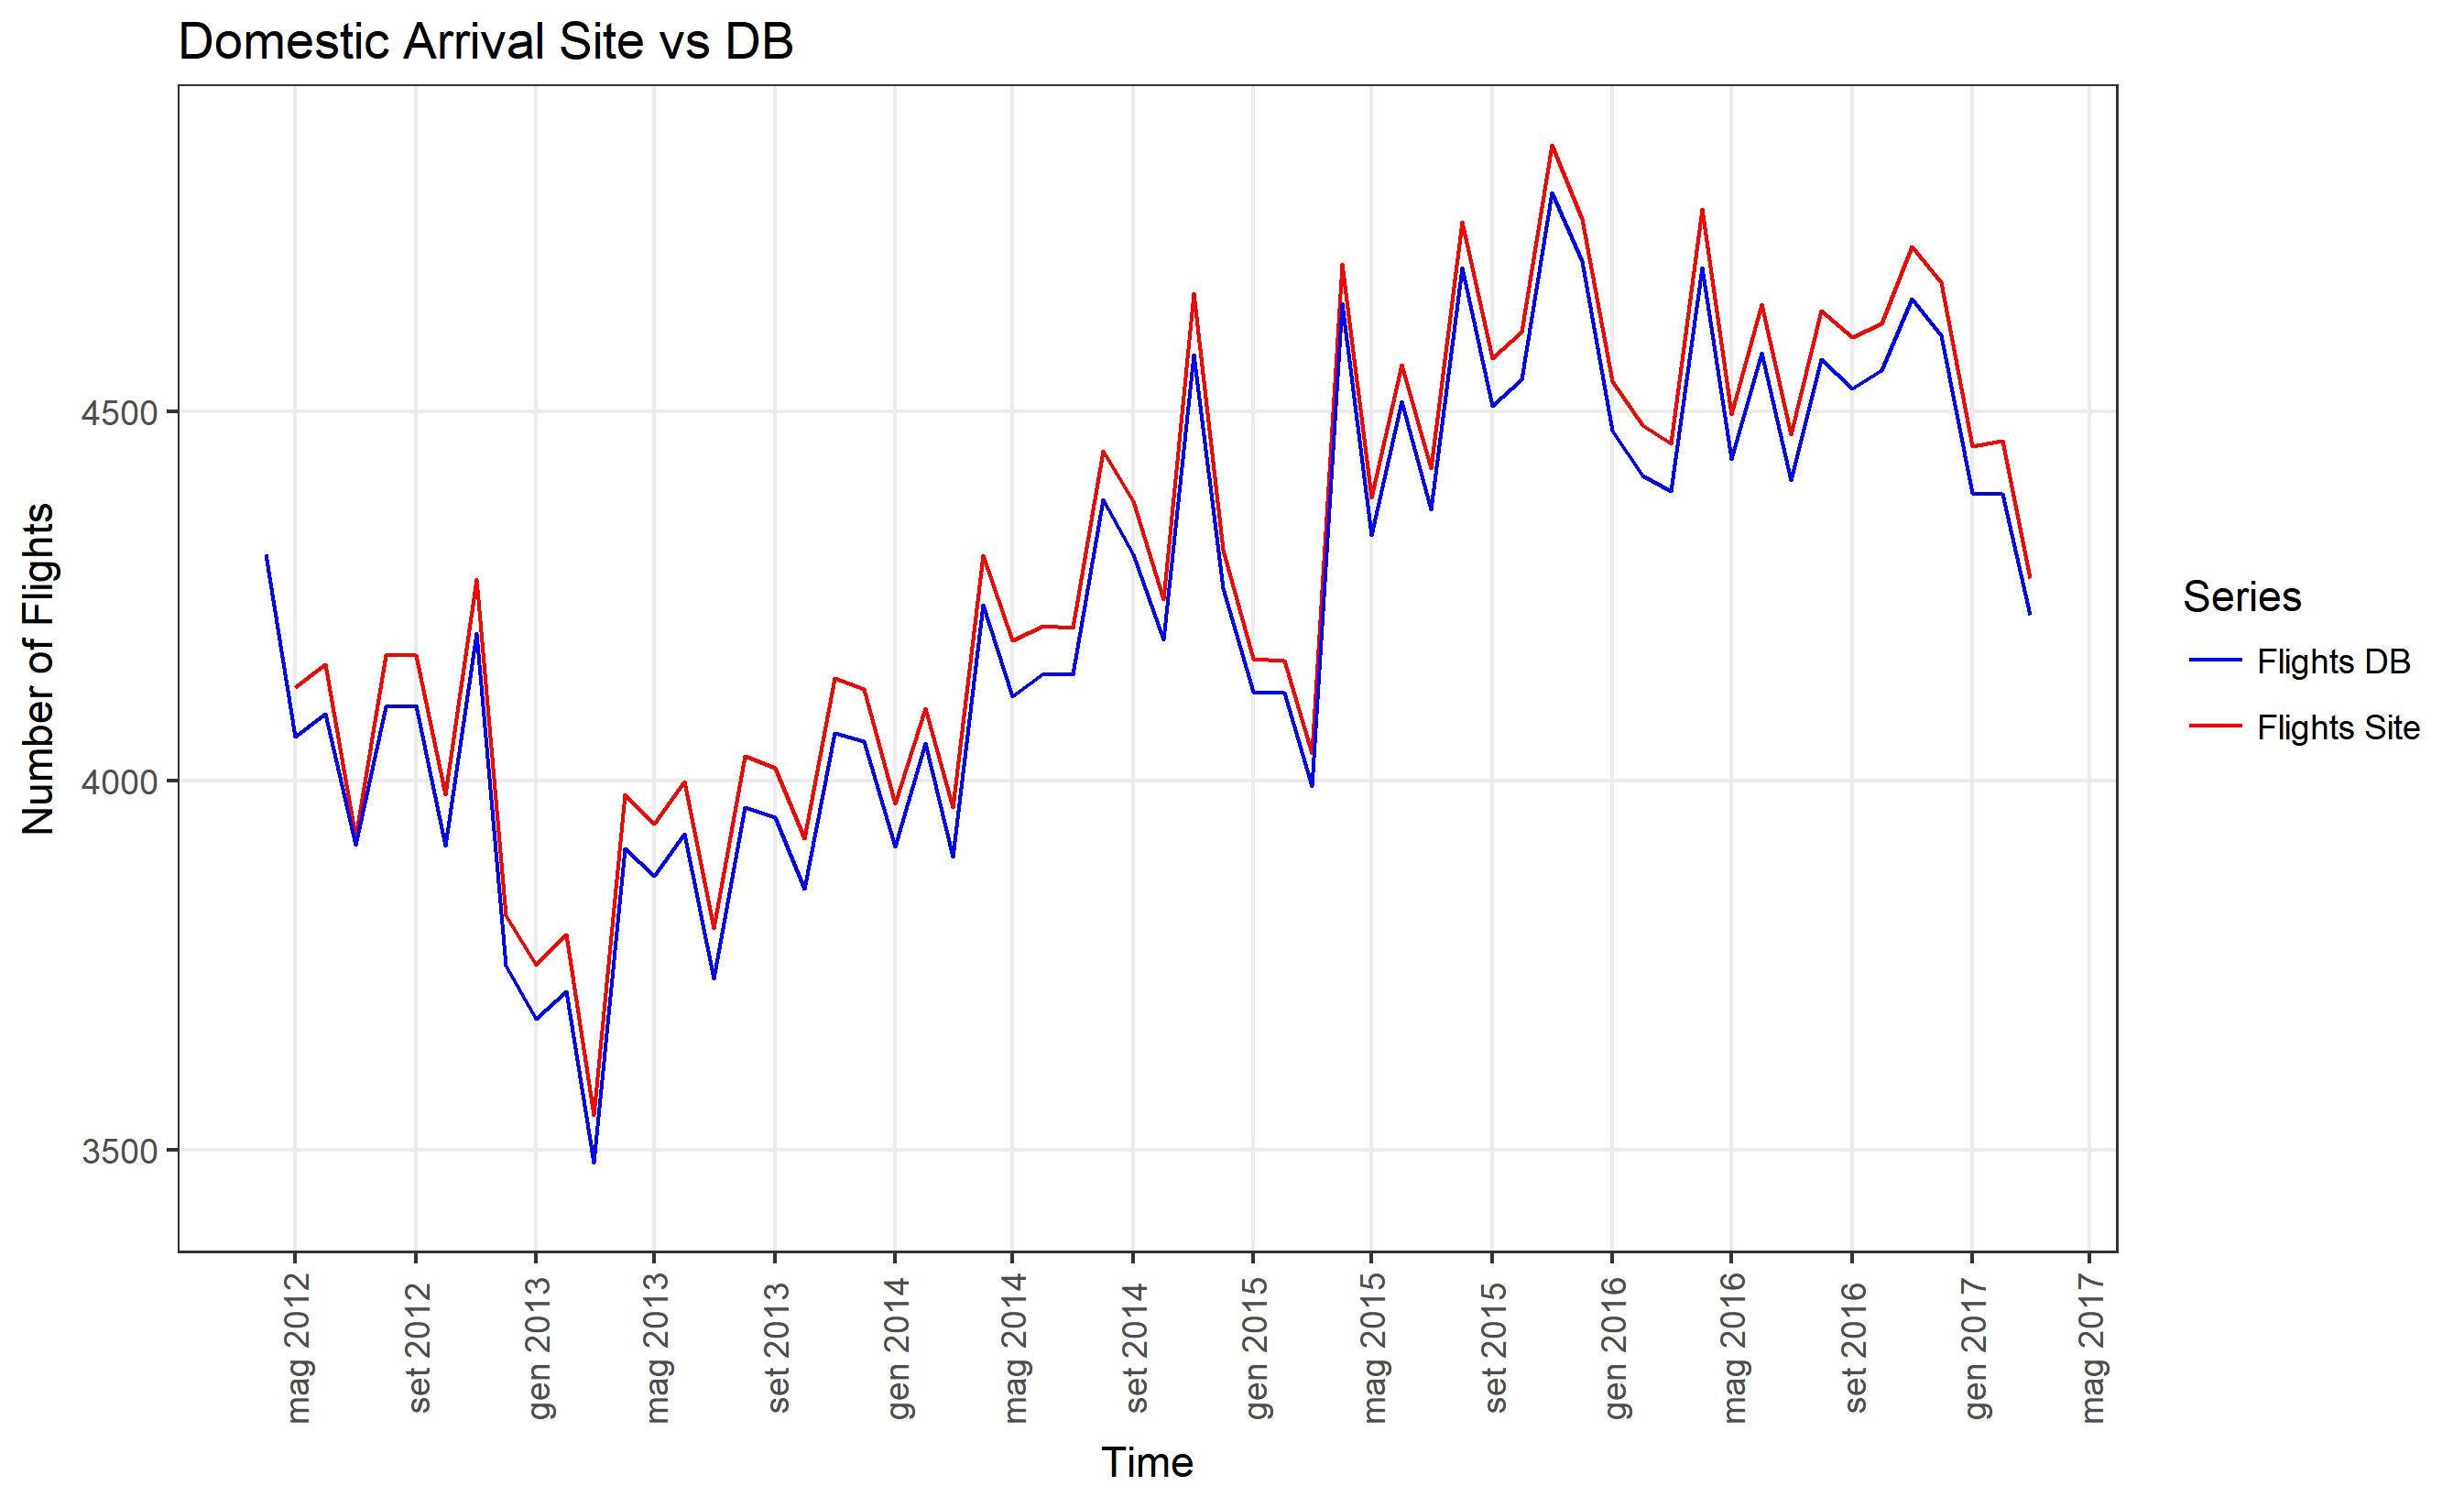 Domestic Arrival Site vs DB
Number of Flights
4500
4000
3500
mag 2012
set 2012
gen 2013
mag 2013
set 2013
gen 2014
mag 2014
set 2014
gen 2015
mag 2015
set 2015
gen 2016
mag 2016
set 2016
gen 2017
mag 2017
Time
Series
Flights DB
Flights Site